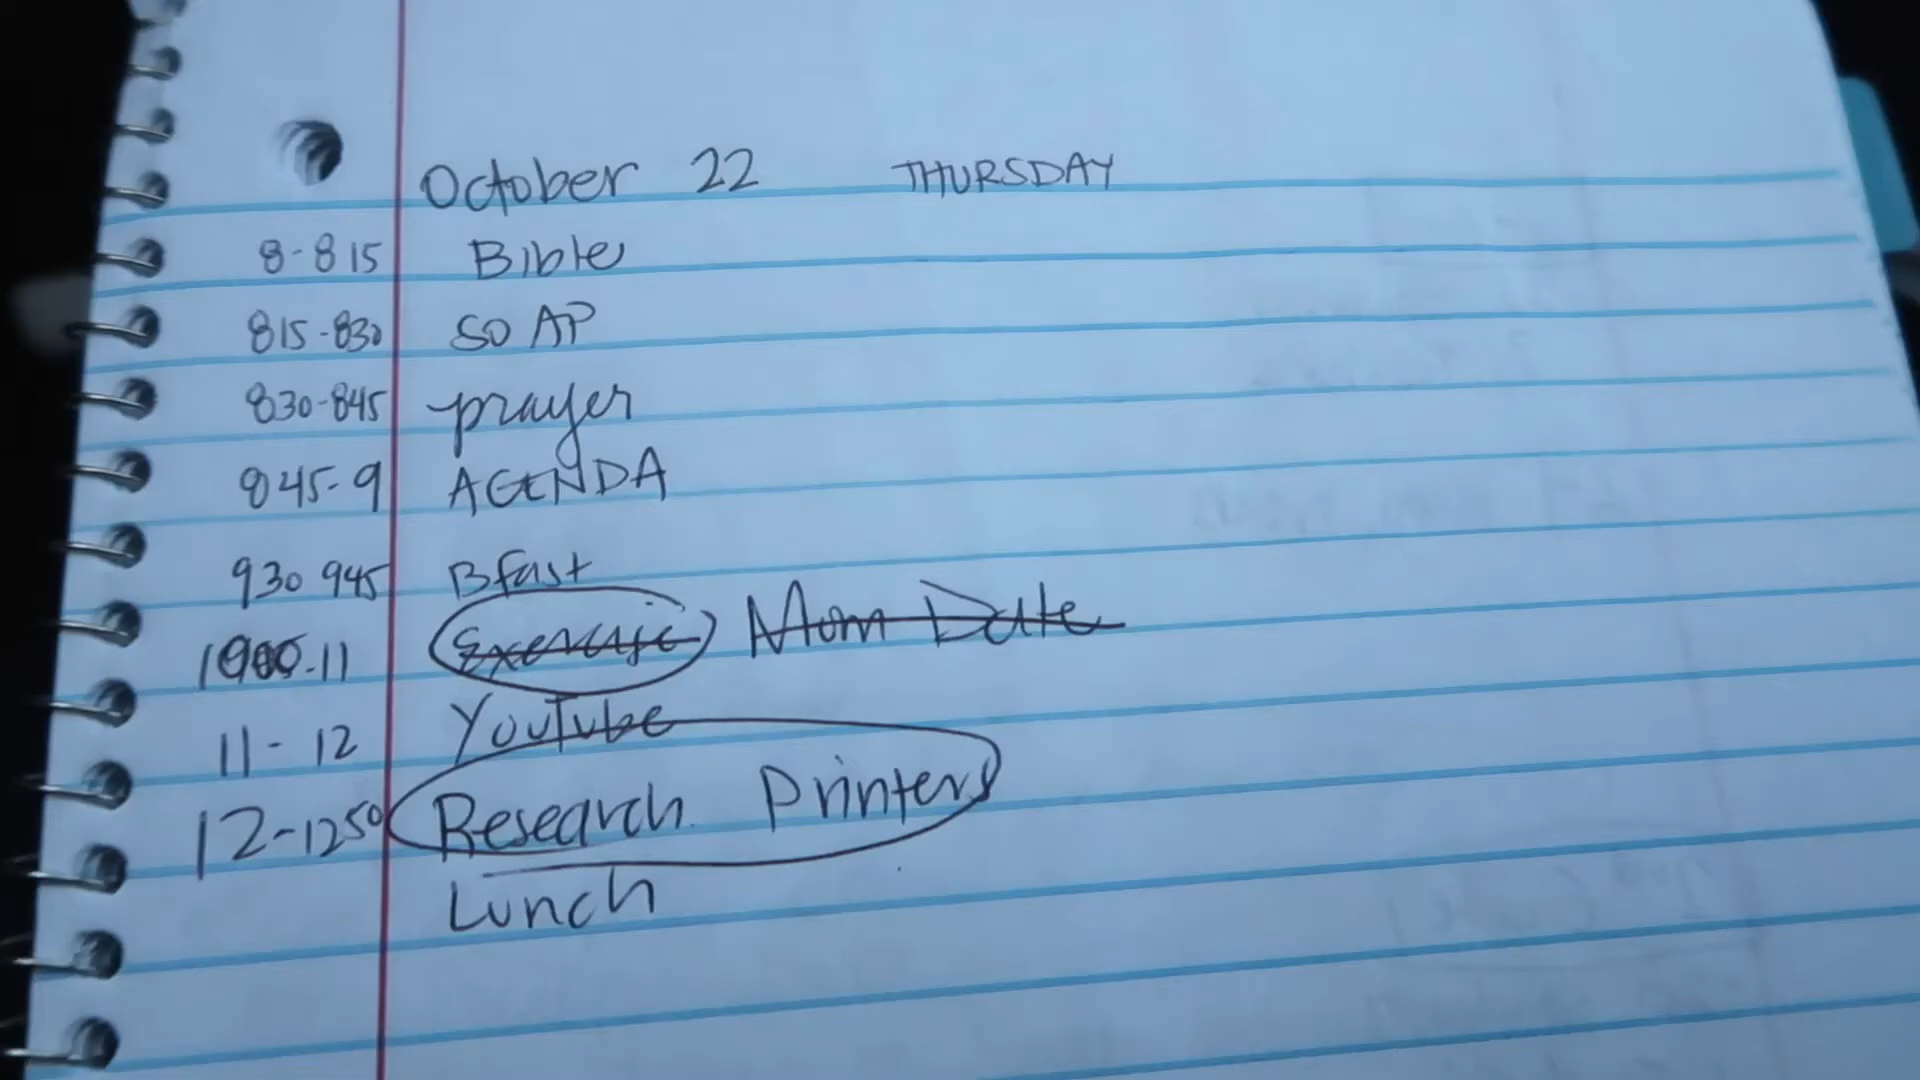 October 22 THURSDAY
8-815 Bible
815-830 SOAP
830-845 prayer
845-9 AGENDA
930 945 Bfast
1000-11 Exercise Mom Date
11-12 YouTube
12-1250 Research Printers
Lunch